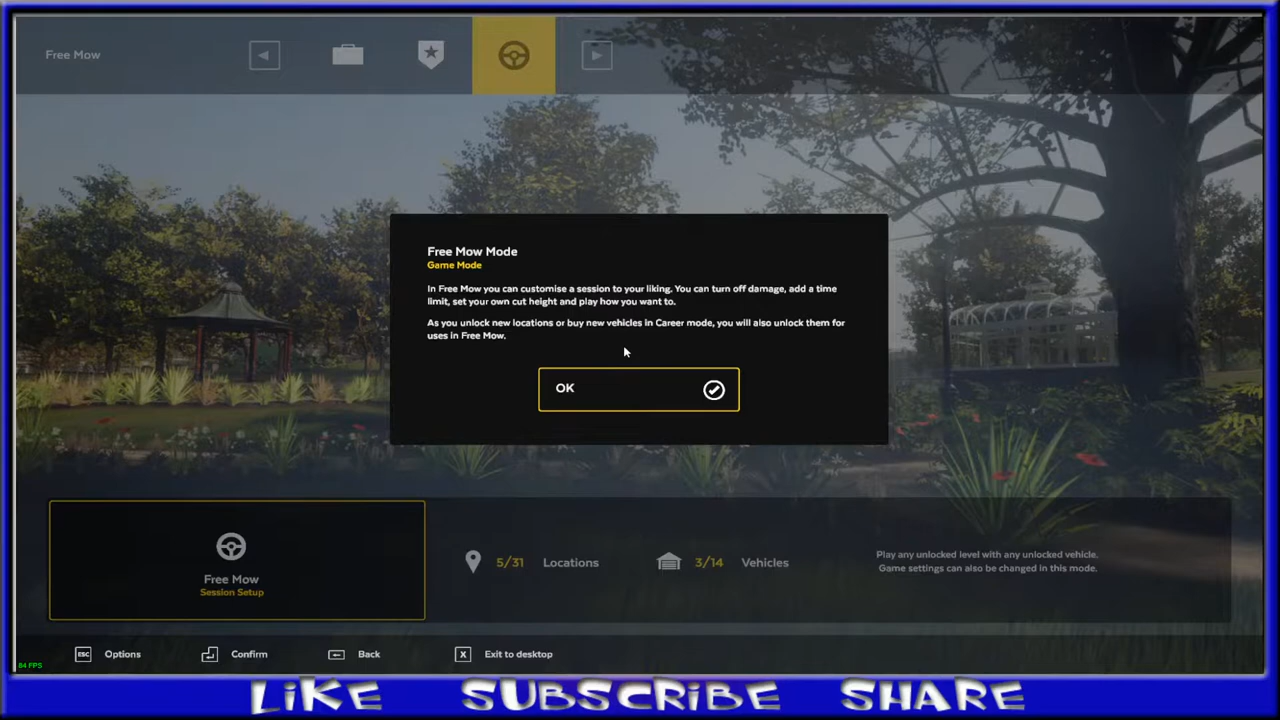 Free Mow
Free Mow Mode
Game Mode
In Free Mow you can customise a session to your liking. You can turn off damage, add a time
limit, set your own cut height and play how you want to.
As you unlock new locations or buy new vehicles in Career mode, you will also unlock them for
uses in Free Mow.
OK
Free Mow
Session Setup
5/31 Locations
3/14 Vehicles
Play any unlocked level with any unlocked vehicle.
Game settings can also be changed in this mode.
ESC Options
Confirm
Back
X Exit to desktop
84 FPS
LiKE SUBSCRiBE SHARE